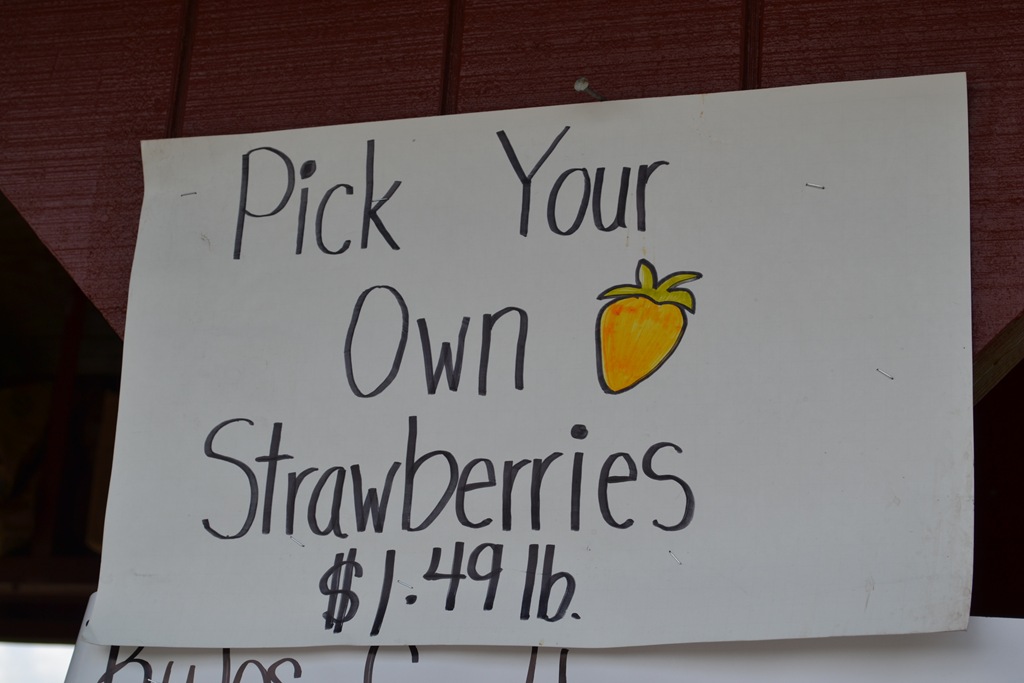 Pick Your
Own
Strawberries
$1.49 lb.